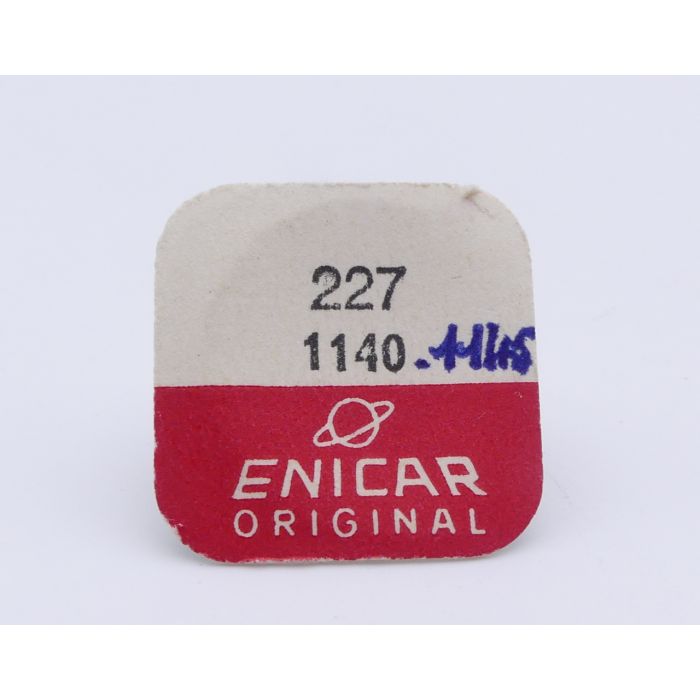 227
1140 .1145
ENICAR
ORIGINAL